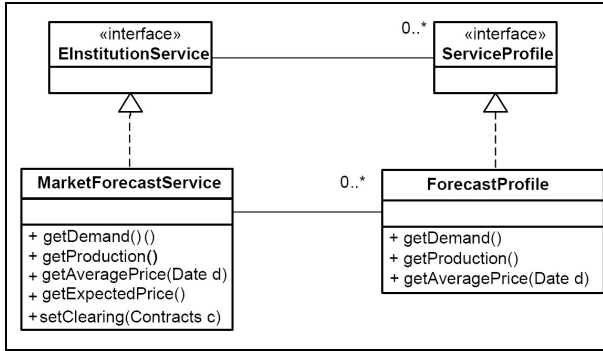 «interface»
EInstitutionService
0..*
«interface»
ServiceProfile
MarketForecastService
+ getDemand()()
+ getProduction()
+ getAveragePrice(Date d)
+ getExpectedPrice()
+setClearing(Contracts c)
0..*
ForecastProfile
+ getDemand()
+ getProduction()
+ getAveragePrice(Date d)